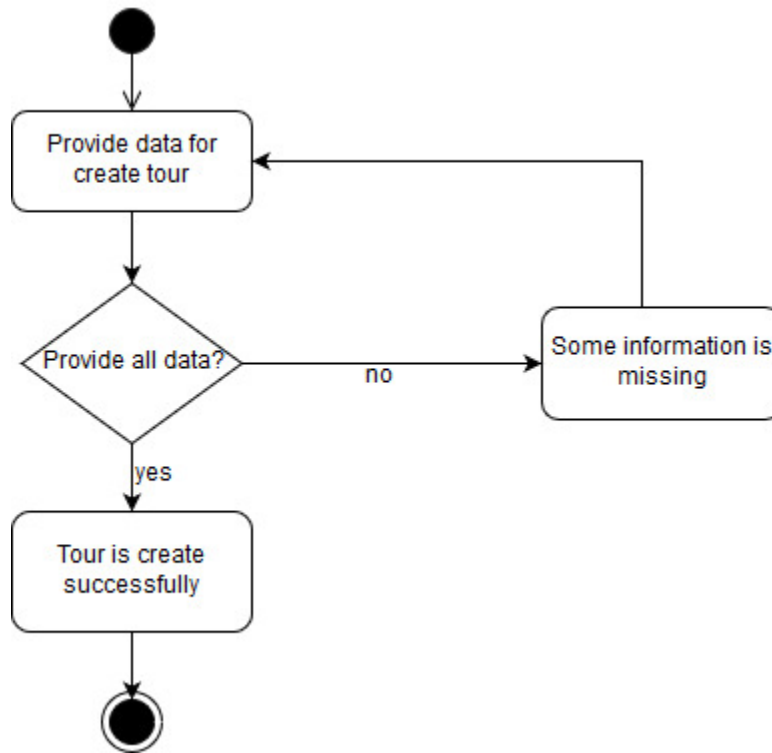 Provide data for
create tour
Provide all data?
no
Some information is
missing
yes
Tour is create
successfully